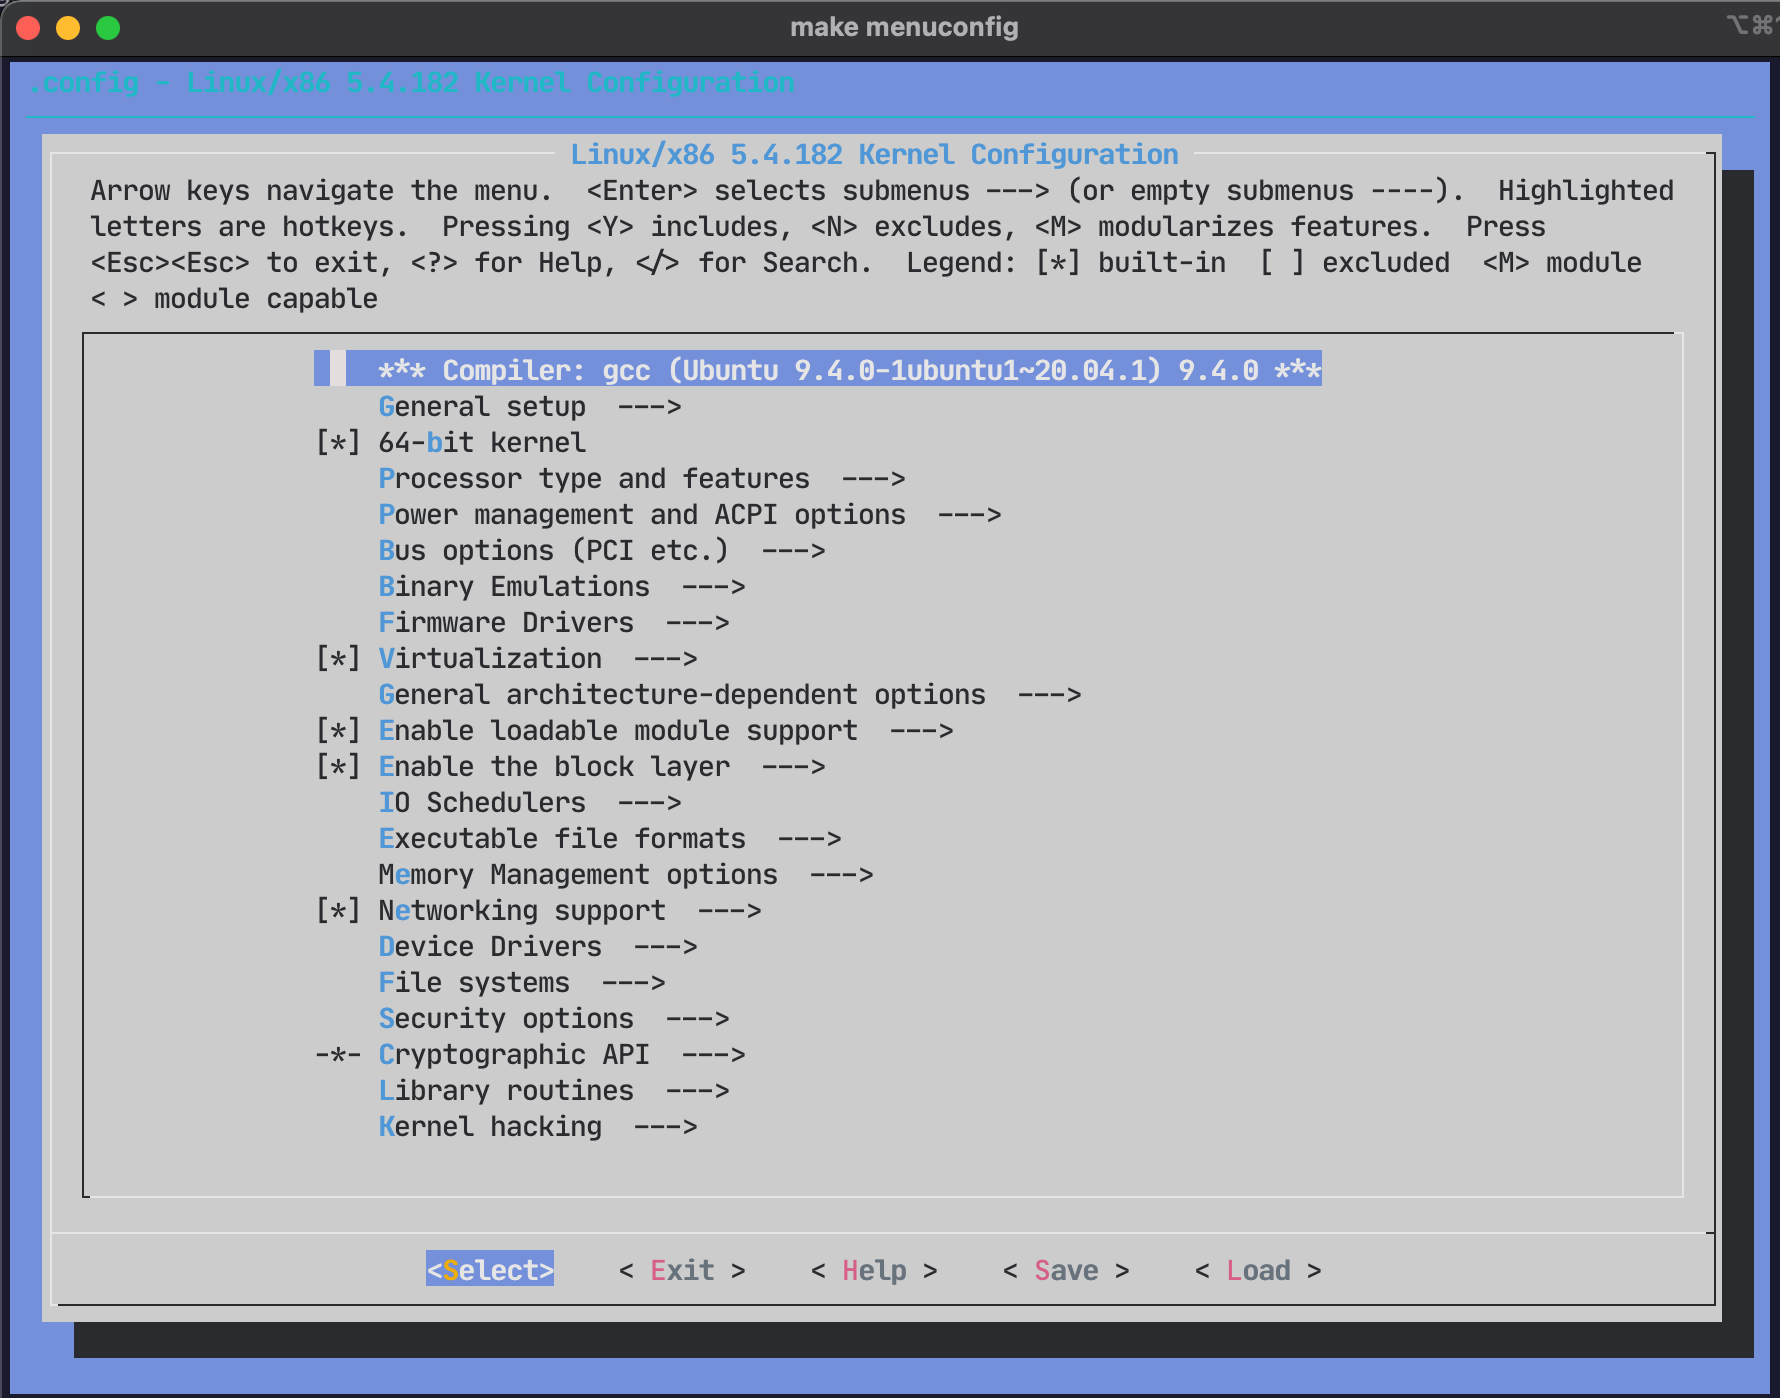 make menuconfig ⌥⌘
.config - Linux/x86 5.4.182 Kernel Configuration
Linux/x86 5.4.182 Kernel Configuration
Arrow keys navigate the menu.  <Enter> selects submenus ---> (or empty submenus ----).  Highlighted
letters are hotkeys.  Pressing <Y> includes, <N> excludes, <M> modularizes features.  Press
<Esc><Esc> to exit, <?> for Help, </> for Search.  Legend: [*] built-in  [ ] excluded  <M> module
< > module capable
*** Compiler: gcc (Ubuntu 9.4.0-1ubuntu1~20.04.1) 9.4.0 ***
General setup  --->
[*] 64-bit kernel
Processor type and features  --->
Power management and ACPI options  --->
Bus options (PCI etc.)  --->
Binary Emulations  --->
Firmware Drivers  --->
[*] Virtualization  --->
General architecture-dependent options  --->
[*] Enable loadable module support  --->
[*] Enable the block layer  --->
IO Schedulers  --->
Executable file formats  --->
Memory Management options  --->
[*] Networking support  --->
Device Drivers  --->
File systems  --->
Security options  --->
-*- Cryptographic API  --->
Library routines  --->
Kernel hacking  --->
<Select>    < Exit >    < Help >    < Save >    < Load >